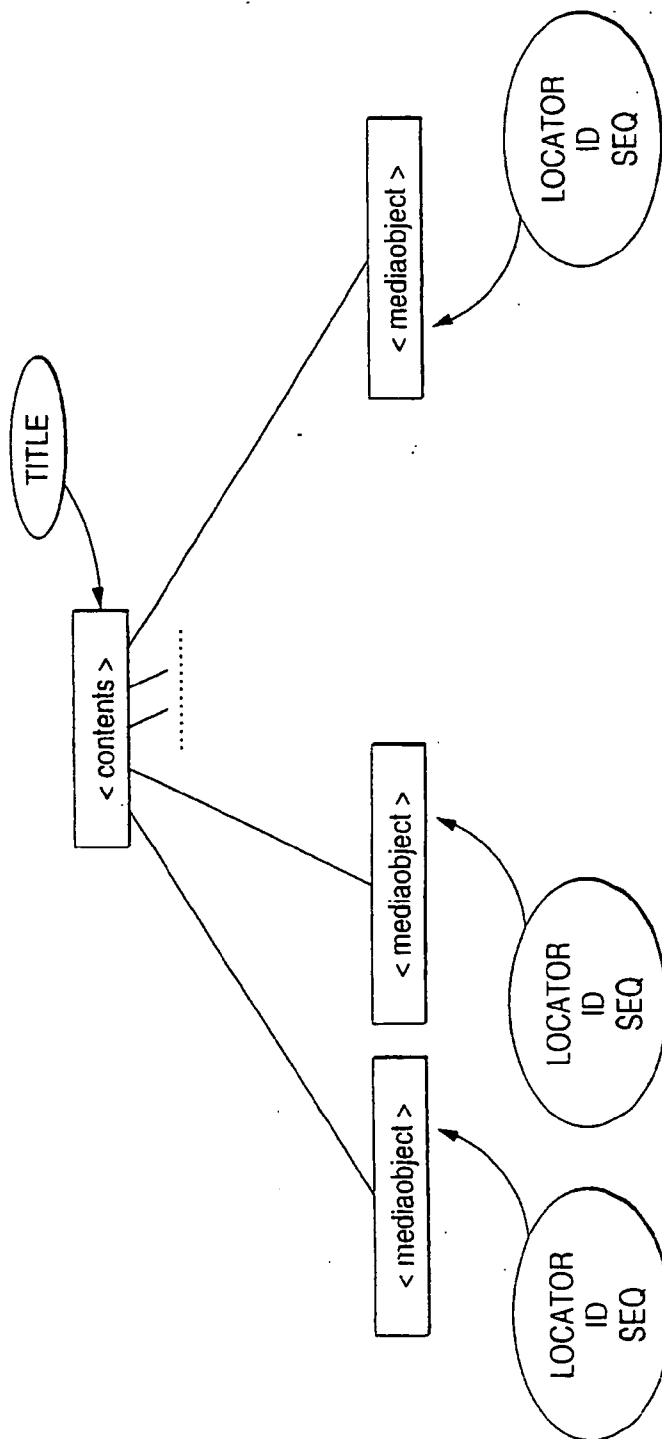 TITLE
< contents >
< mediaobject >
< mediaobject >
< mediaobject >
LOCATOR
ID
SEQ
LOCATOR
ID
SEQ
LOCATOR
ID
SEQ